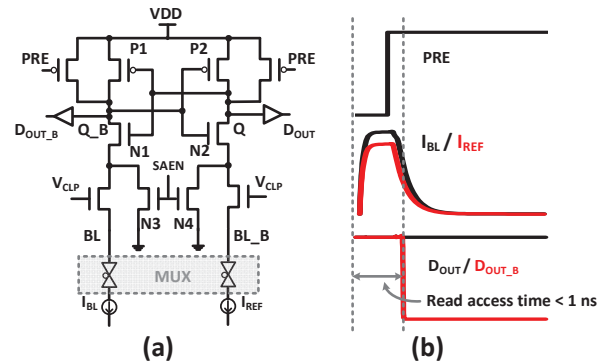 VDD
P1
P2
PRE
PRE
D_OUT_B
Q_B
Q
D_OUT
N1
N2
SAEN
V_CLP
V_CLP
N3
N4
BL
BL_B
MUX
I_BL
I_REF
(a)
PRE
I_BL / I_REF
D_OUT / D_OUT_B
Read access time < 1 ns
(b)